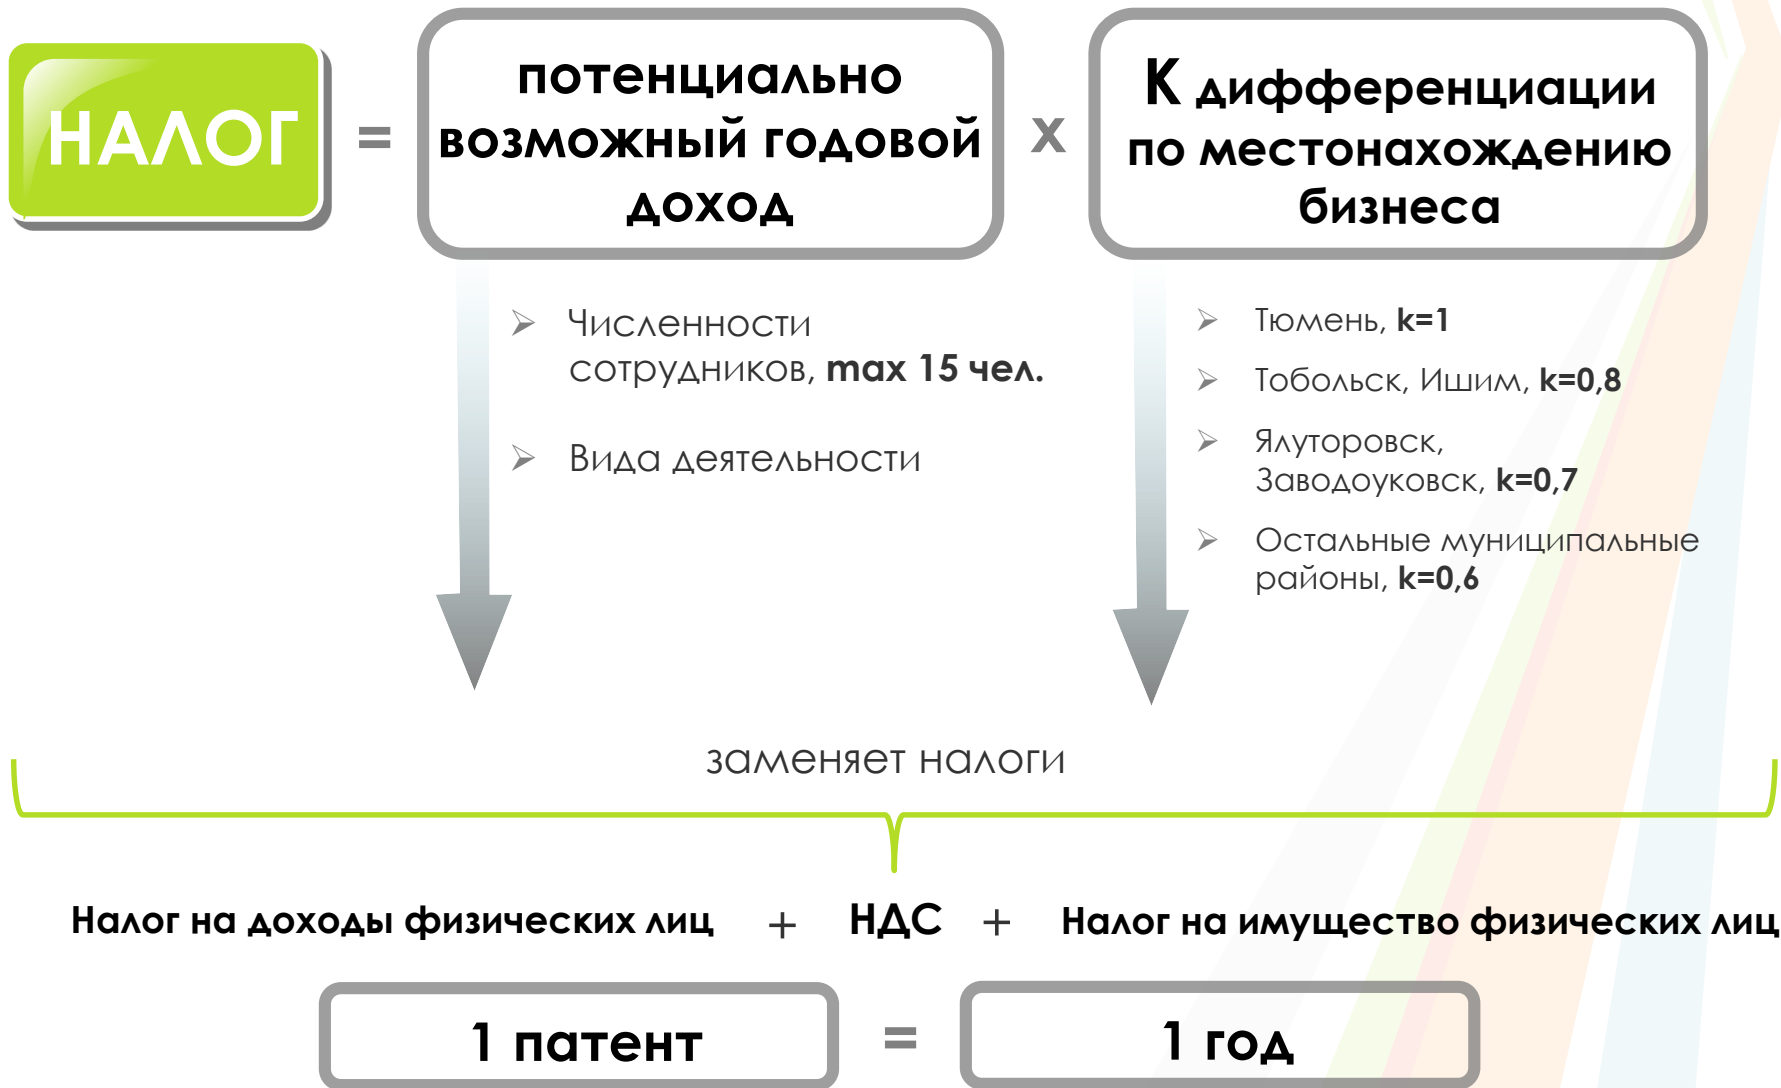 НАЛОГ
=
потенциально
возможный годовой
доход
х
К дифференциации
по местонахождению
бизнеса
Численности
сотрудников, max 15 чел.
Вида деятельности
Тюмень, k=1
Тобольск, Ишим, k=0,8
Ялуторовск,
Заводоуковск, k=0,7
Остальные муниципальные
районы, k=0,6
заменяет налоги
Налог на доходы физических лиц + НДС + Налог на имущество физических лиц
1 патент = 1 год